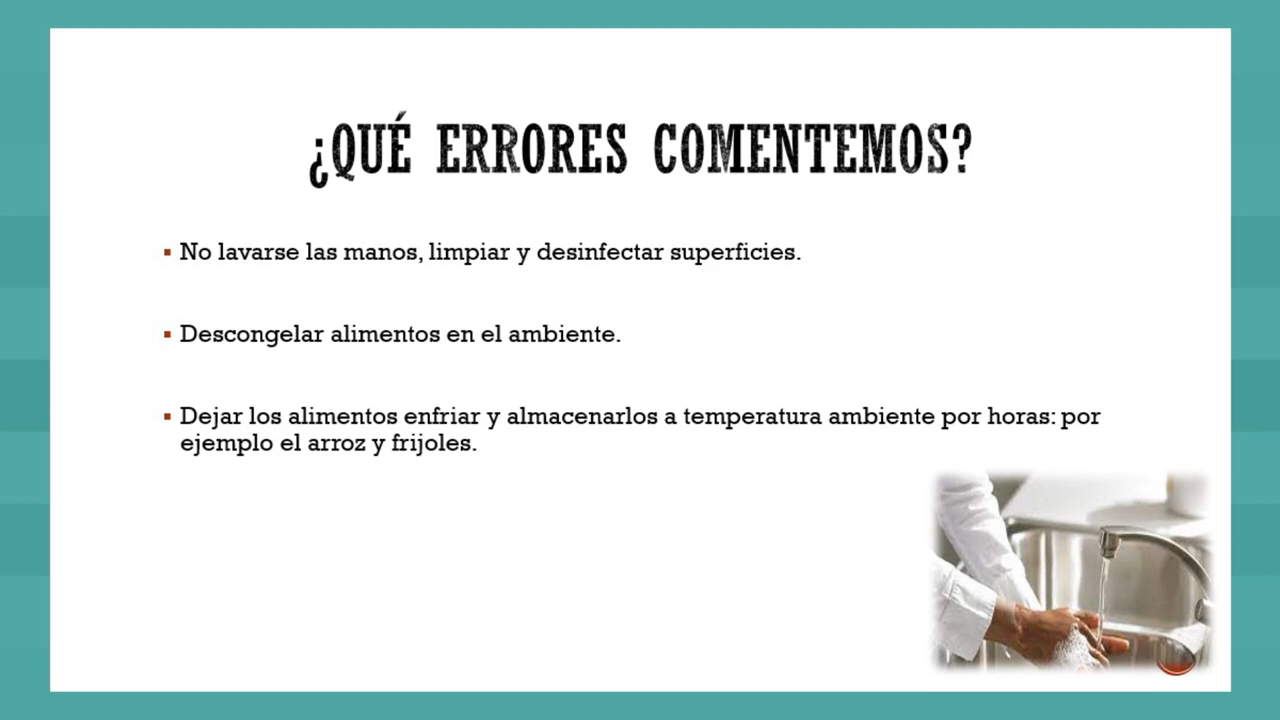 ¿QUÉ ERRORES COMENTEMOS?
No lavarse las manos, limpiar y desinfectar superficies.
Descongelar alimentos en el ambiente.
Dejar los alimentos enfriar y almacenarlos a temperatura ambiente por horas: por
ejemplo el arroz y frijoles.